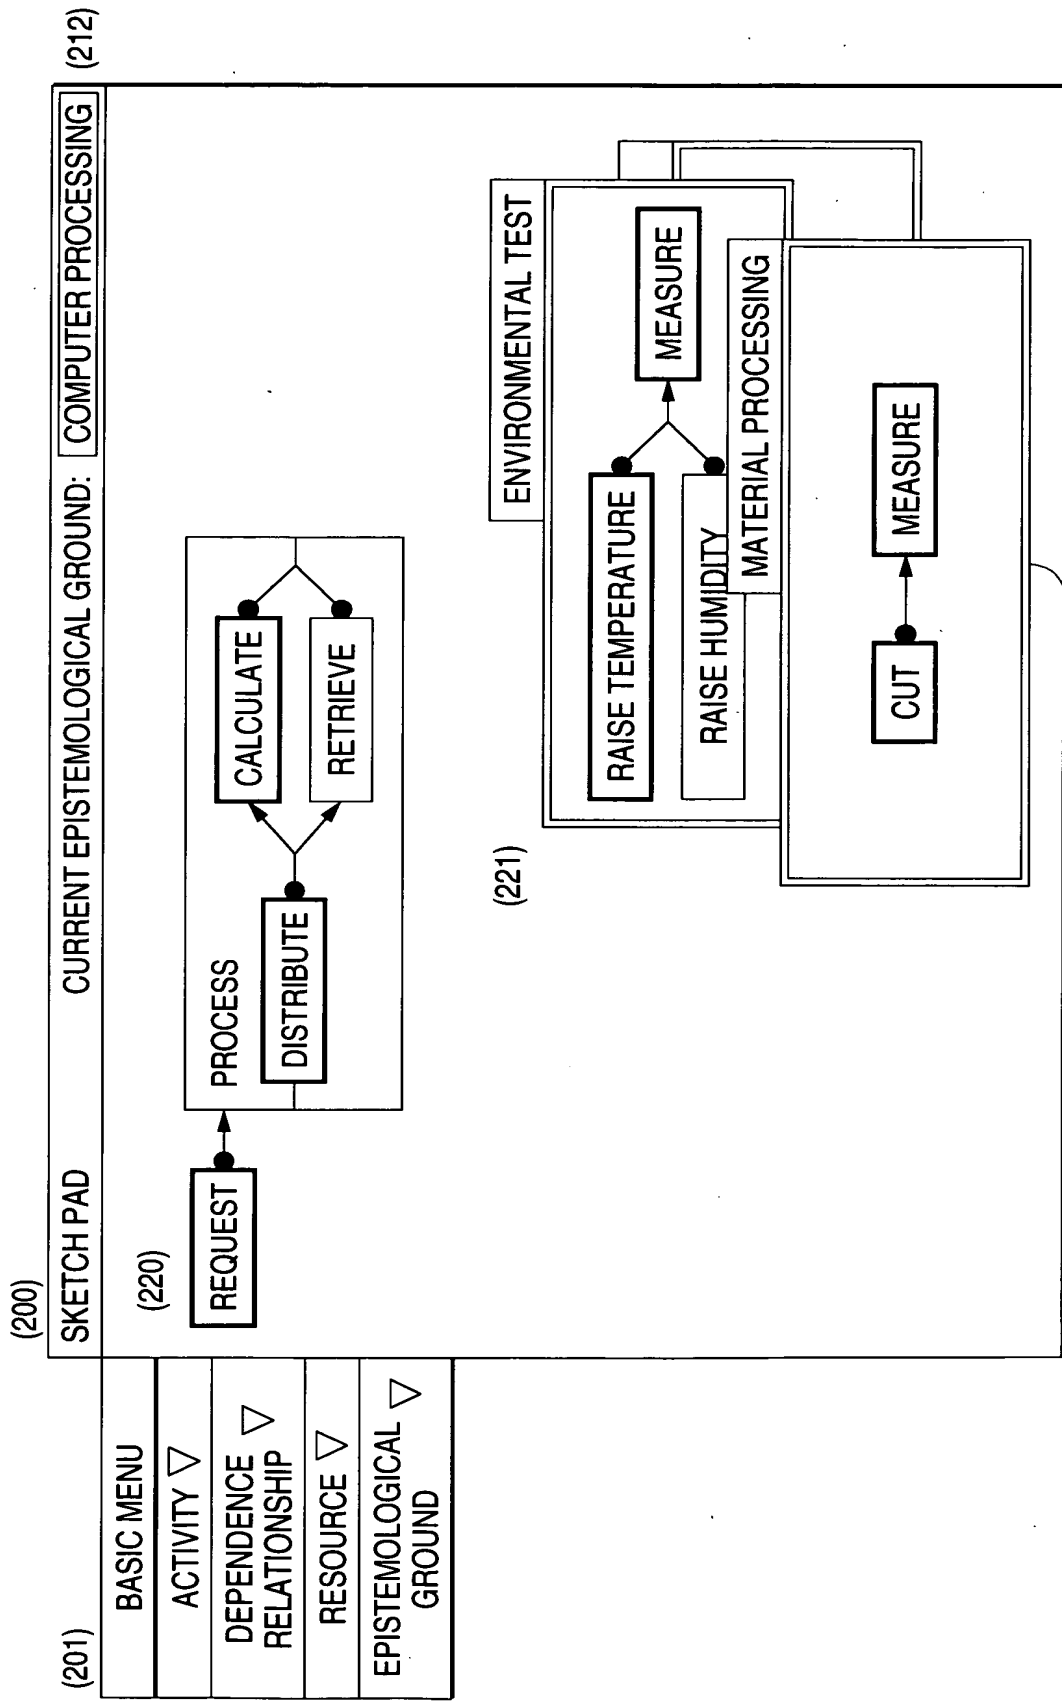 (200)
(212)
SKETCH PAD
CURRENT EPISTEMOLOGICAL GROUND:
COMPUTER PROCESSING
(201)
BASIC MENU
ACTIVITY ▽
DEPENDENCE ▽
RELATIONSHIP
RESOURCE ▽
EPISTEMOLOGICAL ▽
GROUND
(220)
REQUEST
PROCESS
DISTRIBUTE
CALCULATE
RETRIEVE
(221)
ENVIRONMENTAL TEST
RAISE TEMPERATURE
RAISE HUMIDITY
MEASURE
MATERIAL PROCESSING
CUT
MEASURE